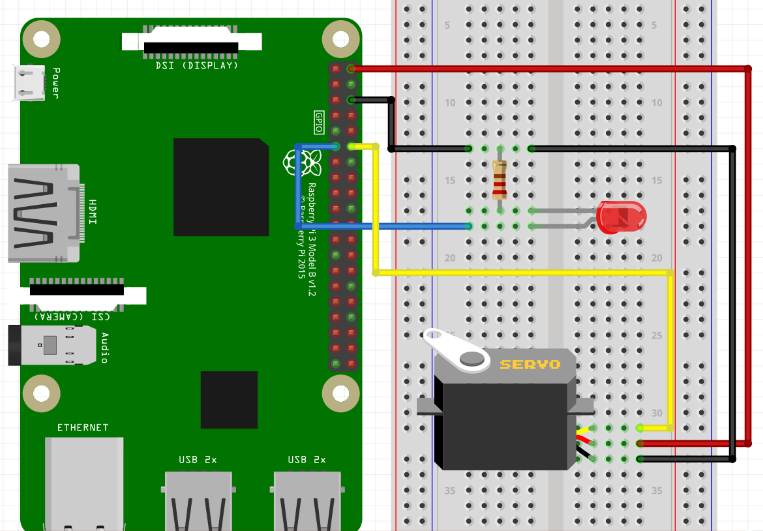 DSI (DISPLAY)
Power
5
5
10
10
GPIO
15
15
HDMI
Raspberry Pi 3 Model B v1.2
© Raspberry Pi 2015
20
20
CSI (CAMERA)
Audio
25
25
SERVO
30
ETHERNET
USB 2x
USB 2x
35
35